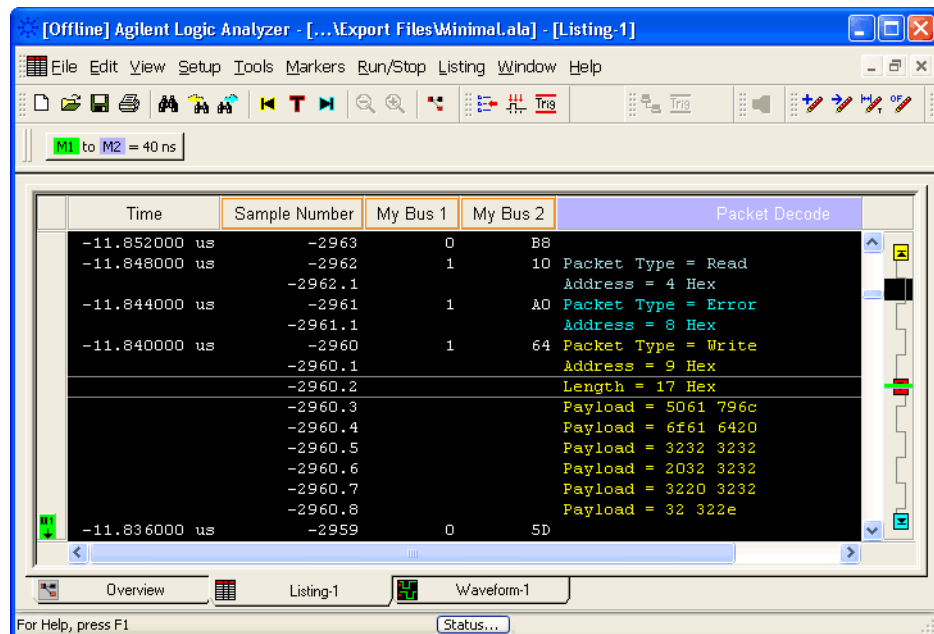 [Offline] Agilent Logic Analyzer - [...\Export Files\Minimal.ala] - [Listing-1]
File Edit View Setup Tools Markers Run/Stop Listing Window Help
T Trig Trig
M1 to M2 = 40 ns
Time Sample Number My Bus 1 My Bus 2 Packet Decode
-11.852000 us -2963 0 B8
-11.848000 us -2962 1 10 Packet Type = Read
-2962.1 Address = 4 Hex
-11.844000 us -2961 1 A0 Packet Type = Error
-2961.1 Address = 8 Hex
-11.840000 us -2960 1 64 Packet Type = Write
-2960.1 Address = 9 Hex
-2960.2 Length = 17 Hex
-2960.3 Payload = 5061 796c
-2960.4 Payload = 6f61 6420
-2960.5 Payload = 3232 3232
-2960.6 Payload = 2032 3232
-2960.7 Payload = 3220 3232
-2960.8 Payload = 32 322e
M1 -11.836000 us -2959 0 5D
Overview Listing-1 Waveform-1
For Help, press F1 Status...